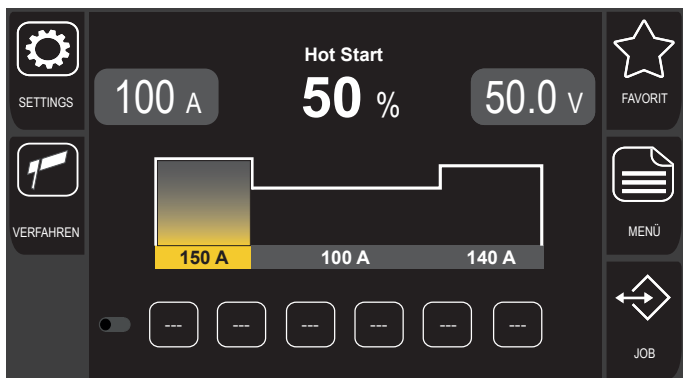 SETTINGS
VERFAHREN
Hot Start
100 A
50 %
50.0 V
150 A
100 A
140 A
---
---
---
---
---
---
FAVORIT
MENÜ
JOB